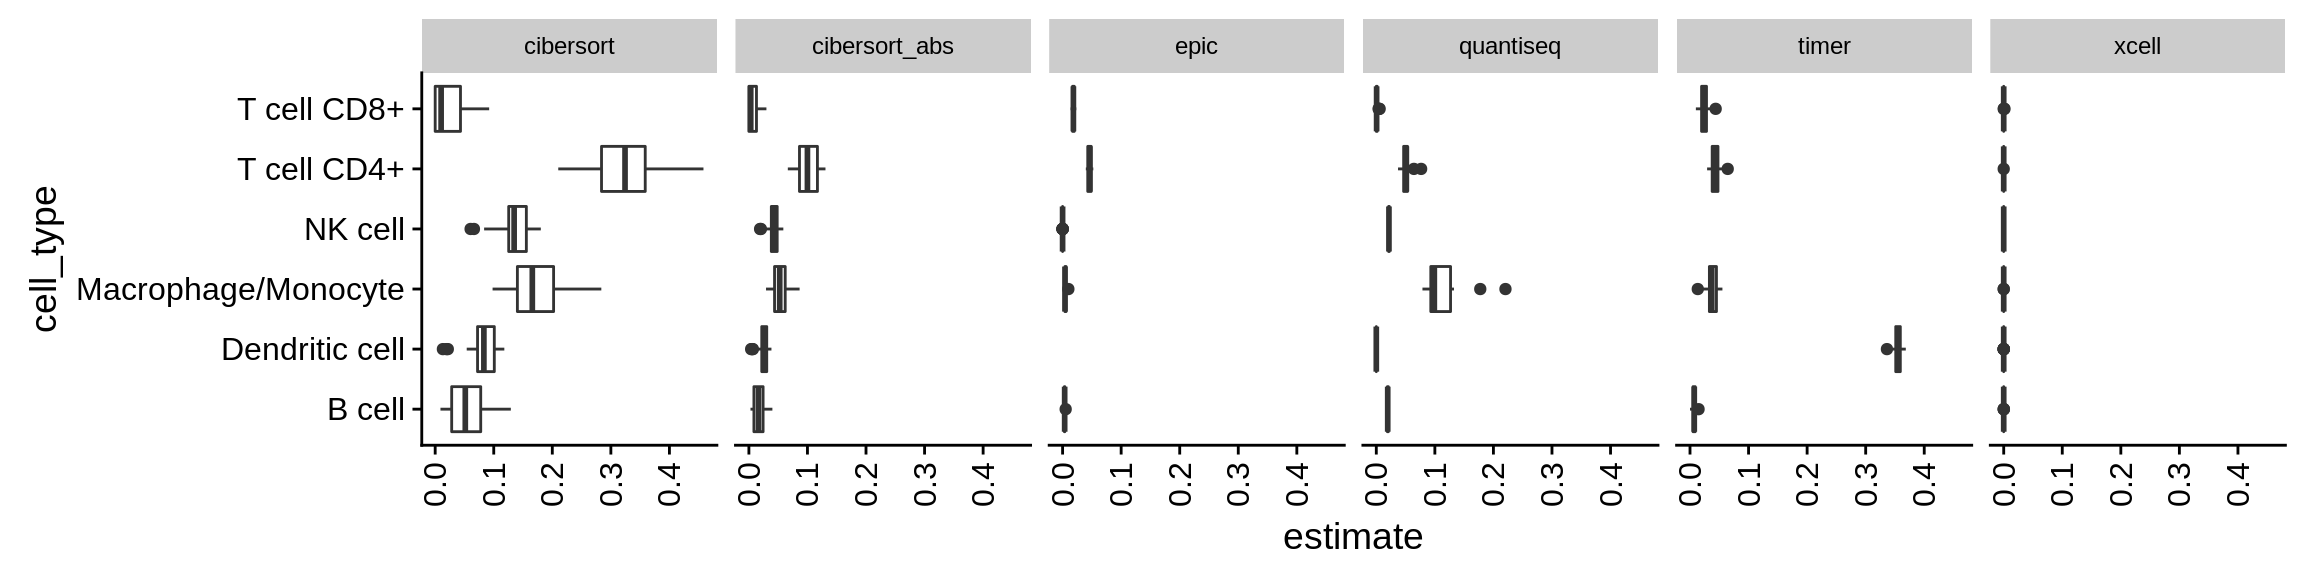 cibersort cibersort_abs epic quantiseq timer xcell
T cell CD8+
T cell CD4+
NK cell
Macrophage/Monocyte
Dendritic cell
B cell
cell_type
0.0 0.1 0.2 0.3 0.4 0.0 0.1 0.2 0.3 0.4 0.0 0.1 0.2 0.3 0.4 0.0 0.1 0.2 0.3 0.4 0.0 0.1 0.2 0.3 0.4 0.0 0.1 0.2 0.3 0.4
estimate